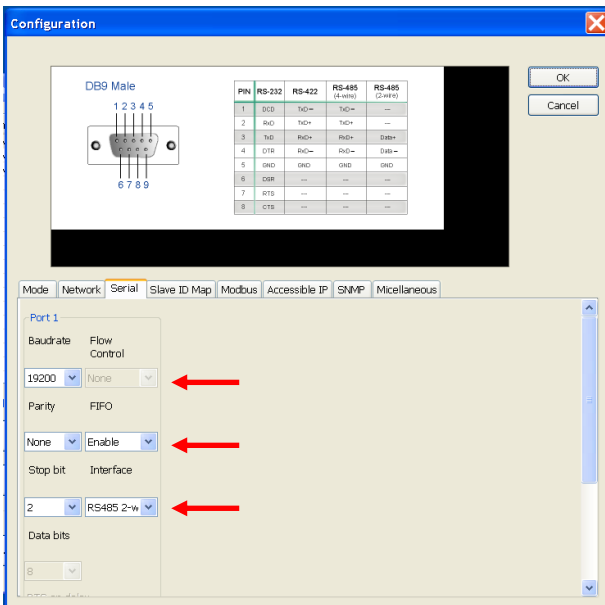 Configuration
OK
Cancel
DB9 Male
1 2 3 4 5
6 7 8 9
PIN RS-232 RS-422 RS-485 (4-wire) RS-485 (2-wire)
1 DCD TxD− TxD− ---
2 RxD TxD+ TxD+ ---
3 TxD RxD+ RxD+ Data+
4 DTR RxD− RxD− Data−
5 GND GND GND GND
6 DSR --- --- ---
7 RTS --- --- ---
8 CTS --- --- ---
Mode Network Serial Slave ID Map Modbus Accessible IP SNMP Micellaneous
Port 1
Baudrate Flow Control
19200 None
Parity FIFO
None Enable
Stop bit Interface
2 RS485 2-w
Data bits
8
RTS on delay